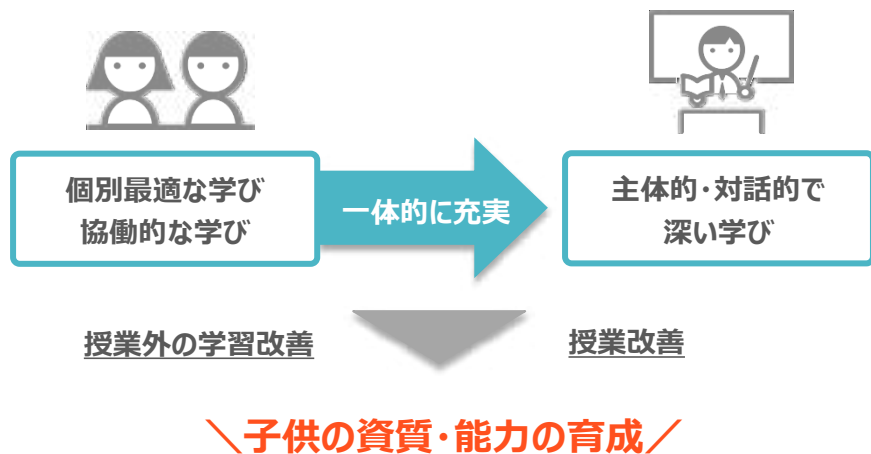 個別最適な学び
協働的な学び
一体的に充実
主体的・対話的で
深い学び
授業外の学習改善
授業改善
＼子供の資質・能力の育成／